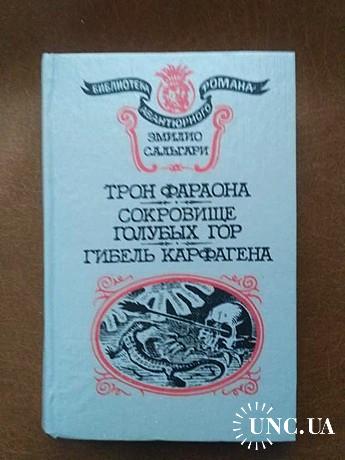 БИБЛИОТЕКА АВАНТЮРНОГО РОМАНА
ЭМИЛИО
САЛЬГАРИ
ТРОН ФАРАОНА
СОКРОВИЩЕ
ГОЛУБЫХ ГОР
ГИБЕЛЬ КАРФАГЕНА
UNC.UA